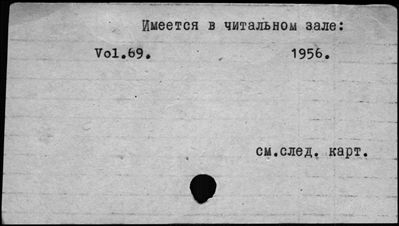 Имеется в читальном зале:
Vol.69. 1956.
см.след. карт.